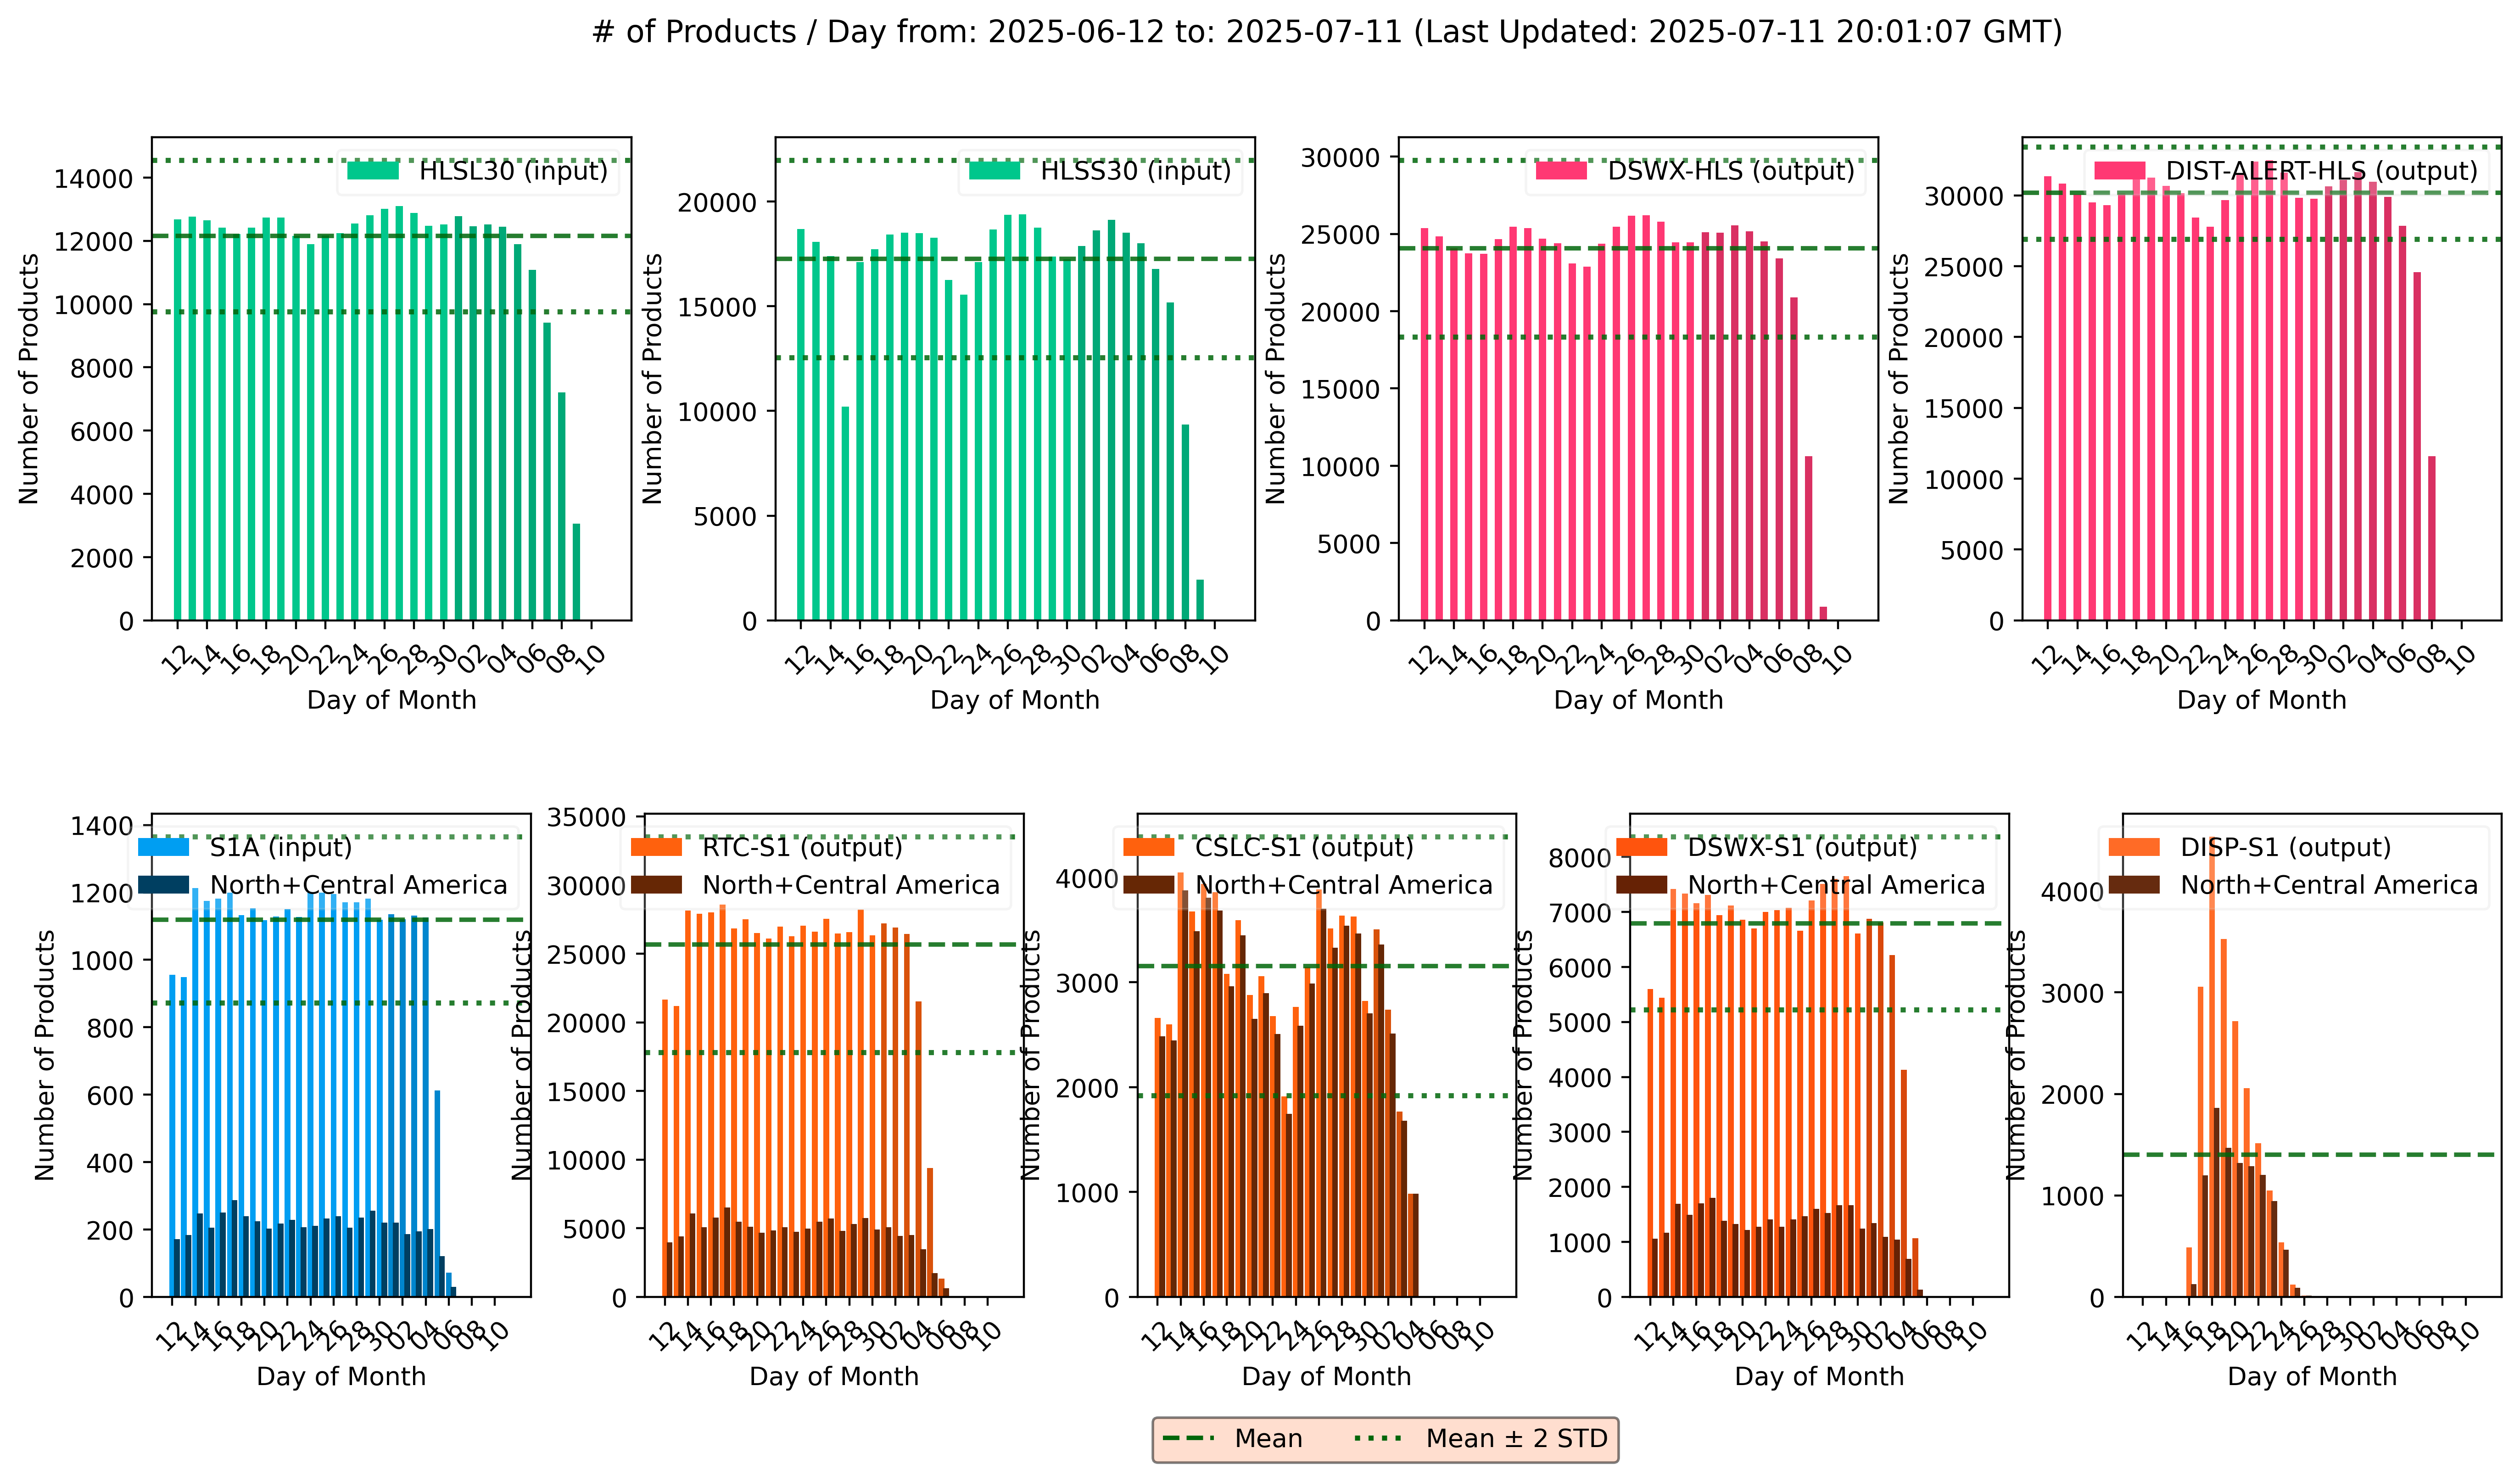 # of Products / Day from: 2025-06-12 to: 2025-07-11 (Last Updated: 2025-07-11 20:01:07 GMT)
HLSL30 (input)
Number of Products
14000
12000
10000
8000
6000
4000
2000
0
12 14 16 18 20 22 24 26 28 30 02 04 06 08 10
Day of Month
HLSS30 (input)
Number of Products
20000
15000
10000
5000
0
12 14 16 18 20 22 24 26 28 30 02 04 06 08 10
Day of Month
DSWX-HLS (output)
Number of Products
30000
25000
20000
15000
10000
5000
0
12 14 16 18 20 22 24 26 28 30 02 04 06 08 10
Day of Month
DIST-ALERT-HLS (output)
Number of Products
30000
25000
20000
15000
10000
5000
0
12 14 16 18 20 22 24 26 28 30 02 04 06 08 10
Day of Month
S1A (input)
North+Central America
Number of Products
1400
1200
1000
800
600
400
200
0
12 14 16 18 20 22 24 26 28 30 02 04 06 08 10
Day of Month
RTC-S1 (output)
North+Central America
Number of Products
35000
30000
25000
20000
15000
10000
5000
0
12 14 16 18 20 22 24 26 28 30 02 04 06 08 10
Day of Month
CSLC-S1 (output)
North+Central America
Number of Products
4000
3000
2000
1000
0
12 14 16 18 20 22 24 26 28 30 02 04 06 08 10
Day of Month
DSWX-S1 (output)
North+Central America
Number of Products
8000
7000
6000
5000
4000
3000
2000
1000
0
12 14 16 18 20 22 24 26 28 30 02 04 06 08 10
Day of Month
DISP-S1 (output)
North+Central America
Number of Products
4000
3000
2000
1000
0
12 14 16 18 20 22 24 26 28 30 02 04 06 08 10
Day of Month
Mean
Mean ± 2 STD